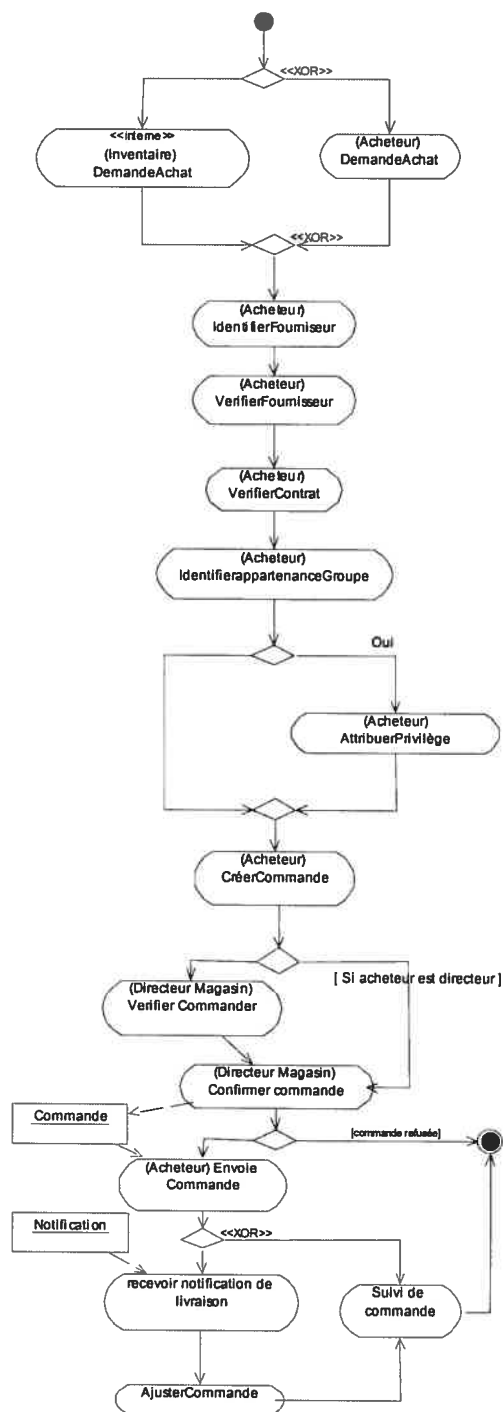 <<XOR>>
<<interne>>
(Inventaire)
DemandeAchat
(Acheteur)
DemandeAchat
<<XOR>>
(Acheteur)
IdentifierFourniseur
(Acheteur)
VerifierFournisseur
(Acheteur)
VerifierContrat
(Acheteur)
IdentifierappartenanceGroupe
Oui
(Acheteur)
AttribuerPrivilège
(Acheteur)
CréerCommande
[ Si acheteur est directeur ]
(Directeur Magasin)
Verifier Commander
(Directeur Magasin)
Confirmer commande
Commande
[commande refusée]
(Acheteur) Envoie
Commande
Notification
<<XOR>>
recevoir notification de
livraison
Suivi de
commande
AjusterCommande